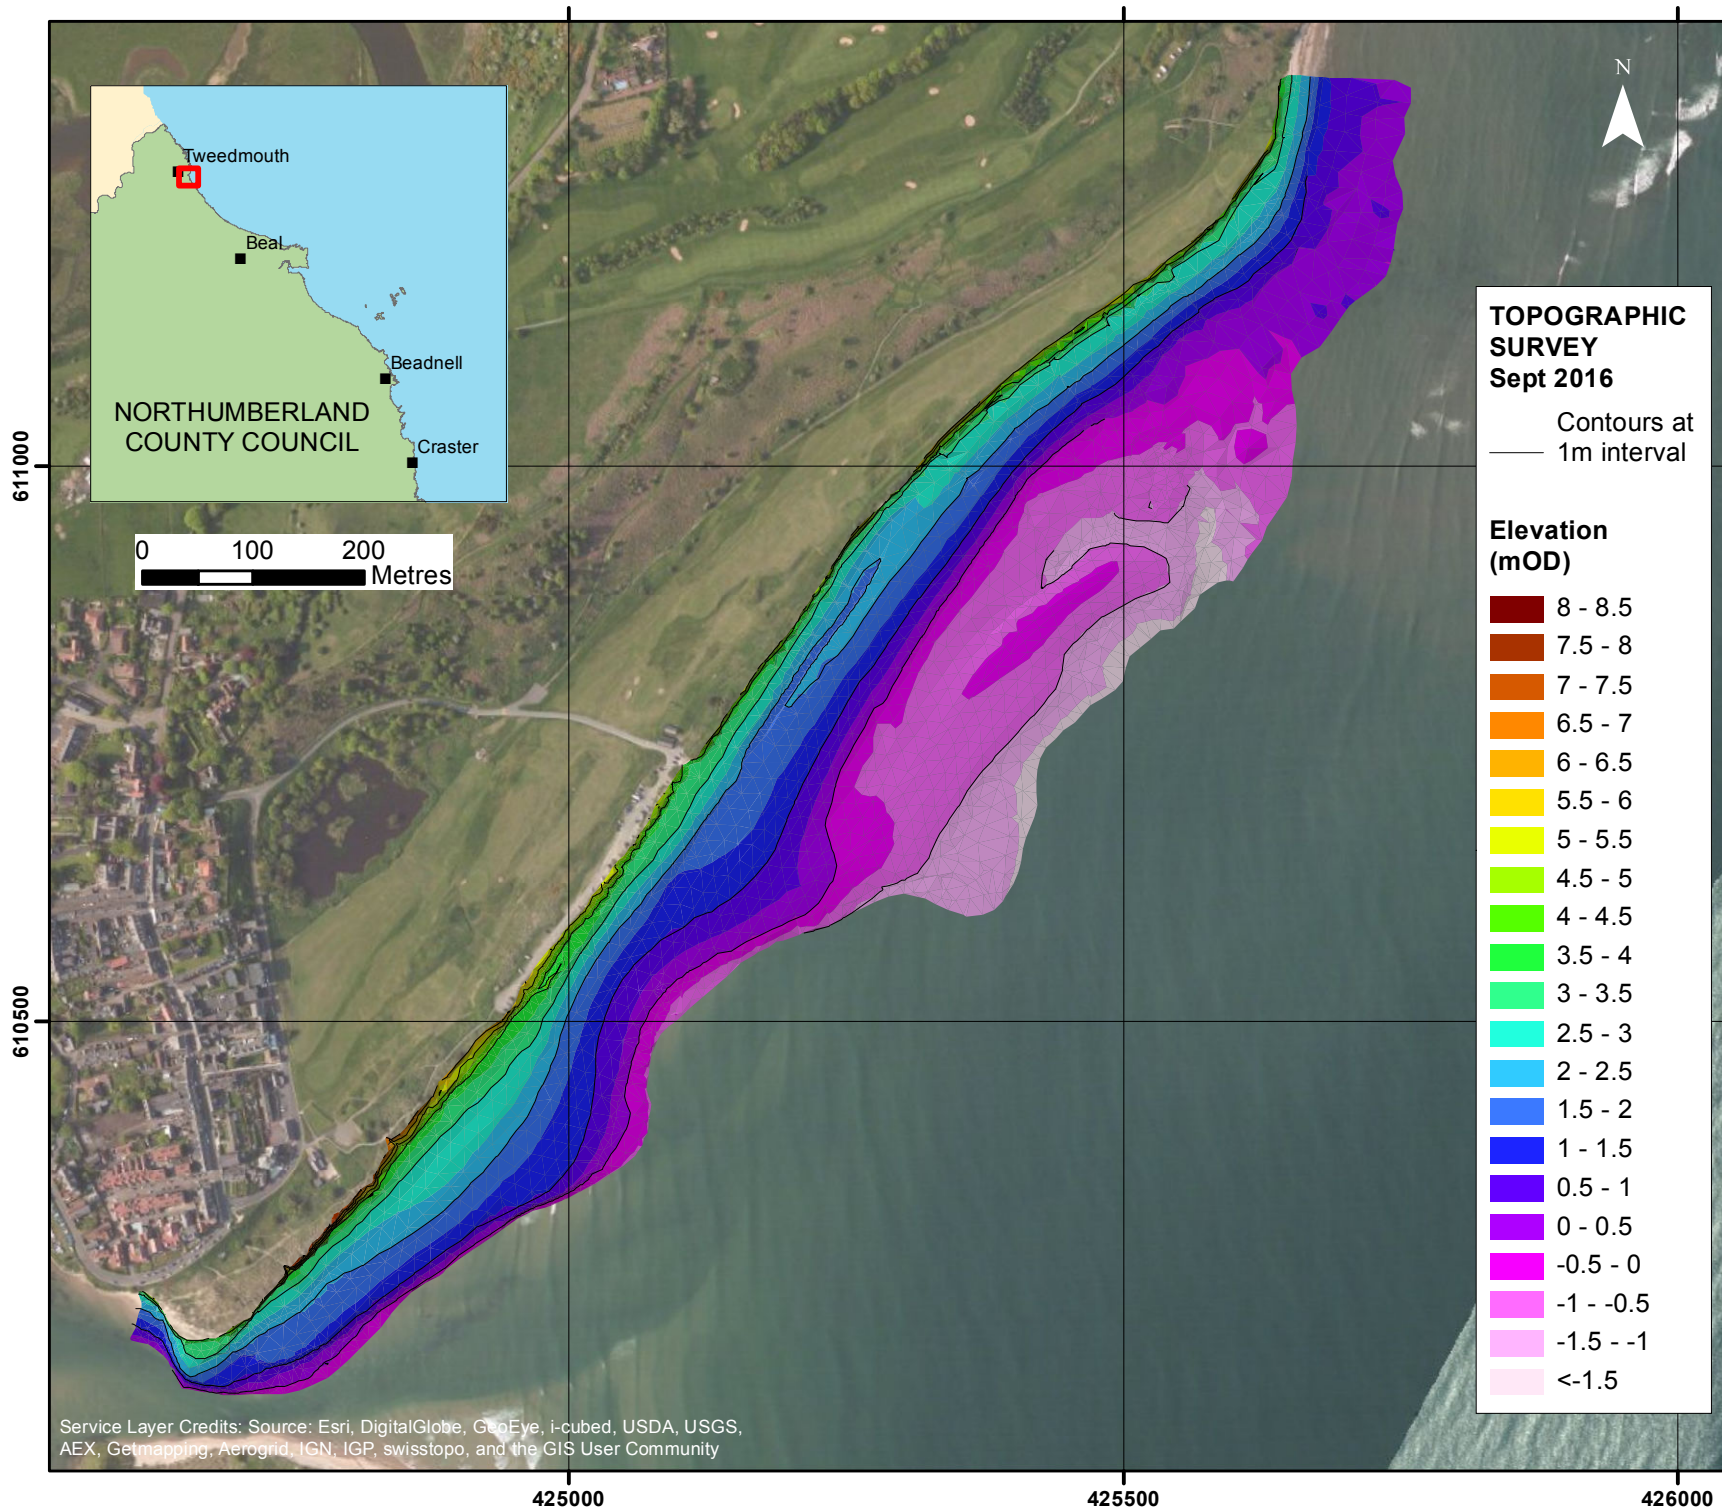 N
Tweedmouth
Beal
Beadnell
NORTHUMBERLAND
COUNTY COUNCIL
Craster
0 100 200
Metres
611000
610500
TOPOGRAPHIC
SURVEY
Sept 2016
Contours at
1m interval
Elevation
(mOD)
8 - 8.5
7.5 - 8
7 - 7.5
6.5 - 7
6 - 6.5
5.5 - 6
5 - 5.5
4.5 - 5
4 - 4.5
3.5 - 4
3 - 3.5
2.5 - 3
2 - 2.5
1.5 - 2
1 - 1.5
0.5 - 1
0 - 0.5
-0.5 - 0
-1 - -0.5
-1.5 - -1
<-1.5
Service Layer Credits: Source: Esri, DigitalGlobe, GeoEye, i-cubed, USDA, USGS,
AEX, Getmapping, Aerogrid, IGN, IGP, swisstopo, and the GIS User Community
425000 425500 426000